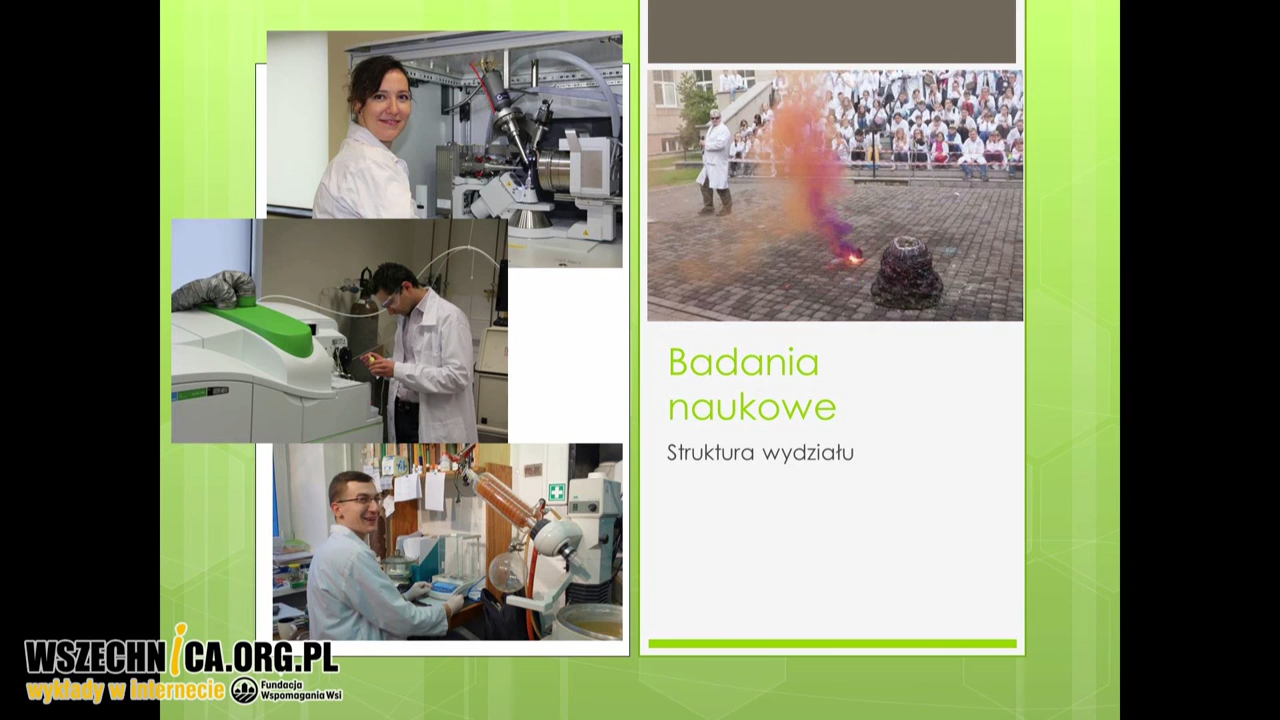 Badania
naukowe
Struktura wydziału
WSZECHNiCA.ORG.PL
wykłady w internecie
Fundacja
Wspomagania Wsi